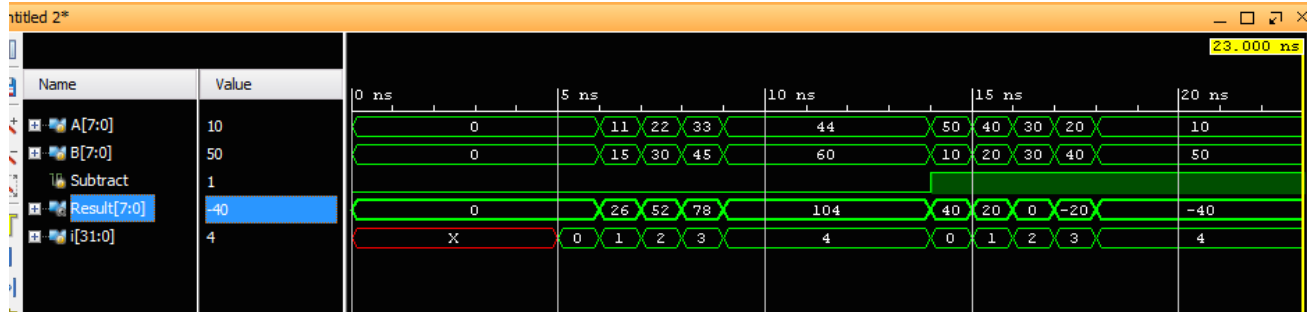 ntitled 2*
23.000 ns
Name Value
0 ns 5 ns 10 ns 15 ns 20 ns
A[7:0] 10 0 11 22 33 44 50 40 30 20 10
B[7:0] 50 0 15 30 45 60 10 20 30 40 50
Subtract 1
Result[7:0] -40 0 26 52 78 104 40 20 0 -20 -40
i[31:0] 4 X 0 1 2 3 4 0 1 2 3 4